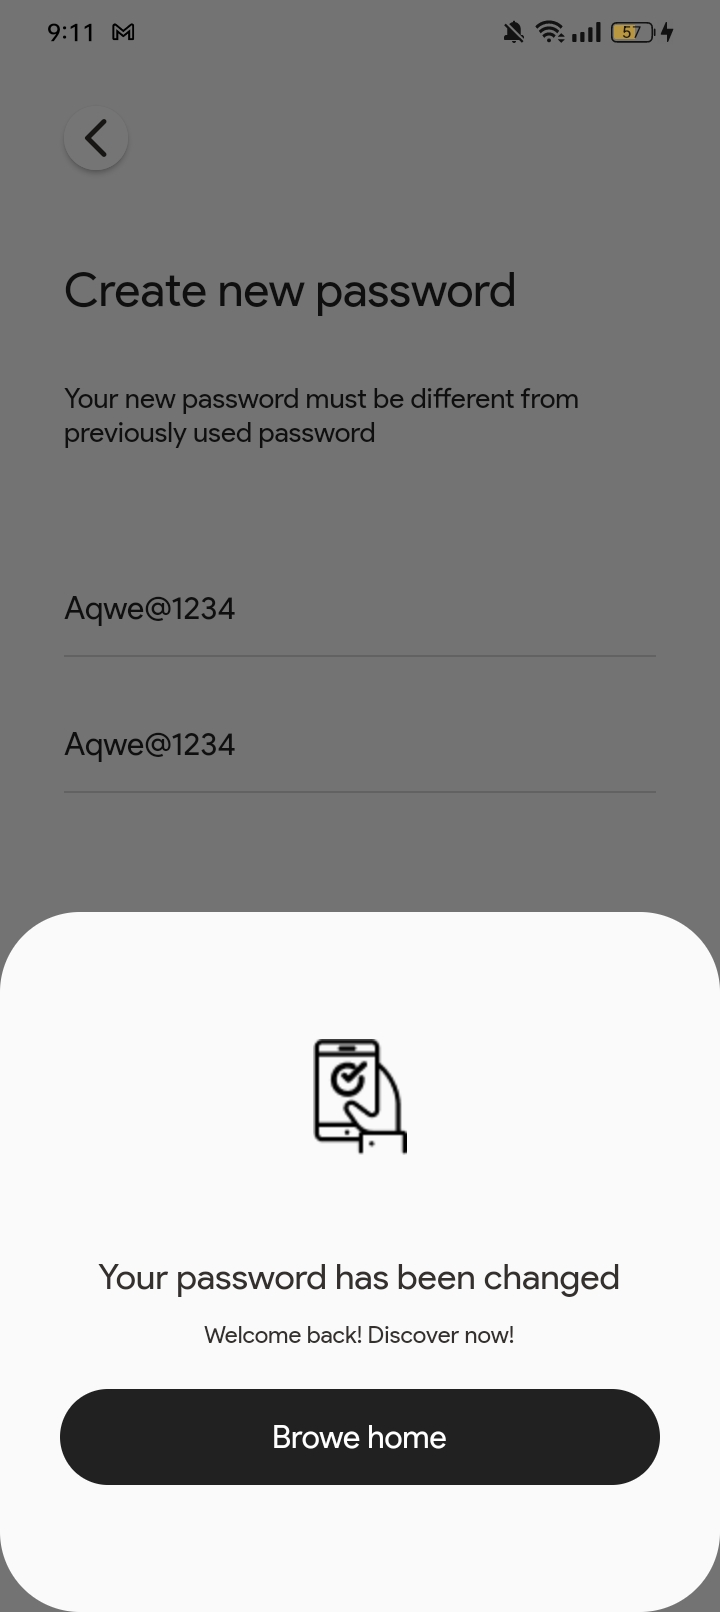 9:11
57
Create new password
Your new password must be different from
previously used password
Aqwe@1234
Aqwe@1234
Your password has been changed
Welcome back! Discover now!
Browe home